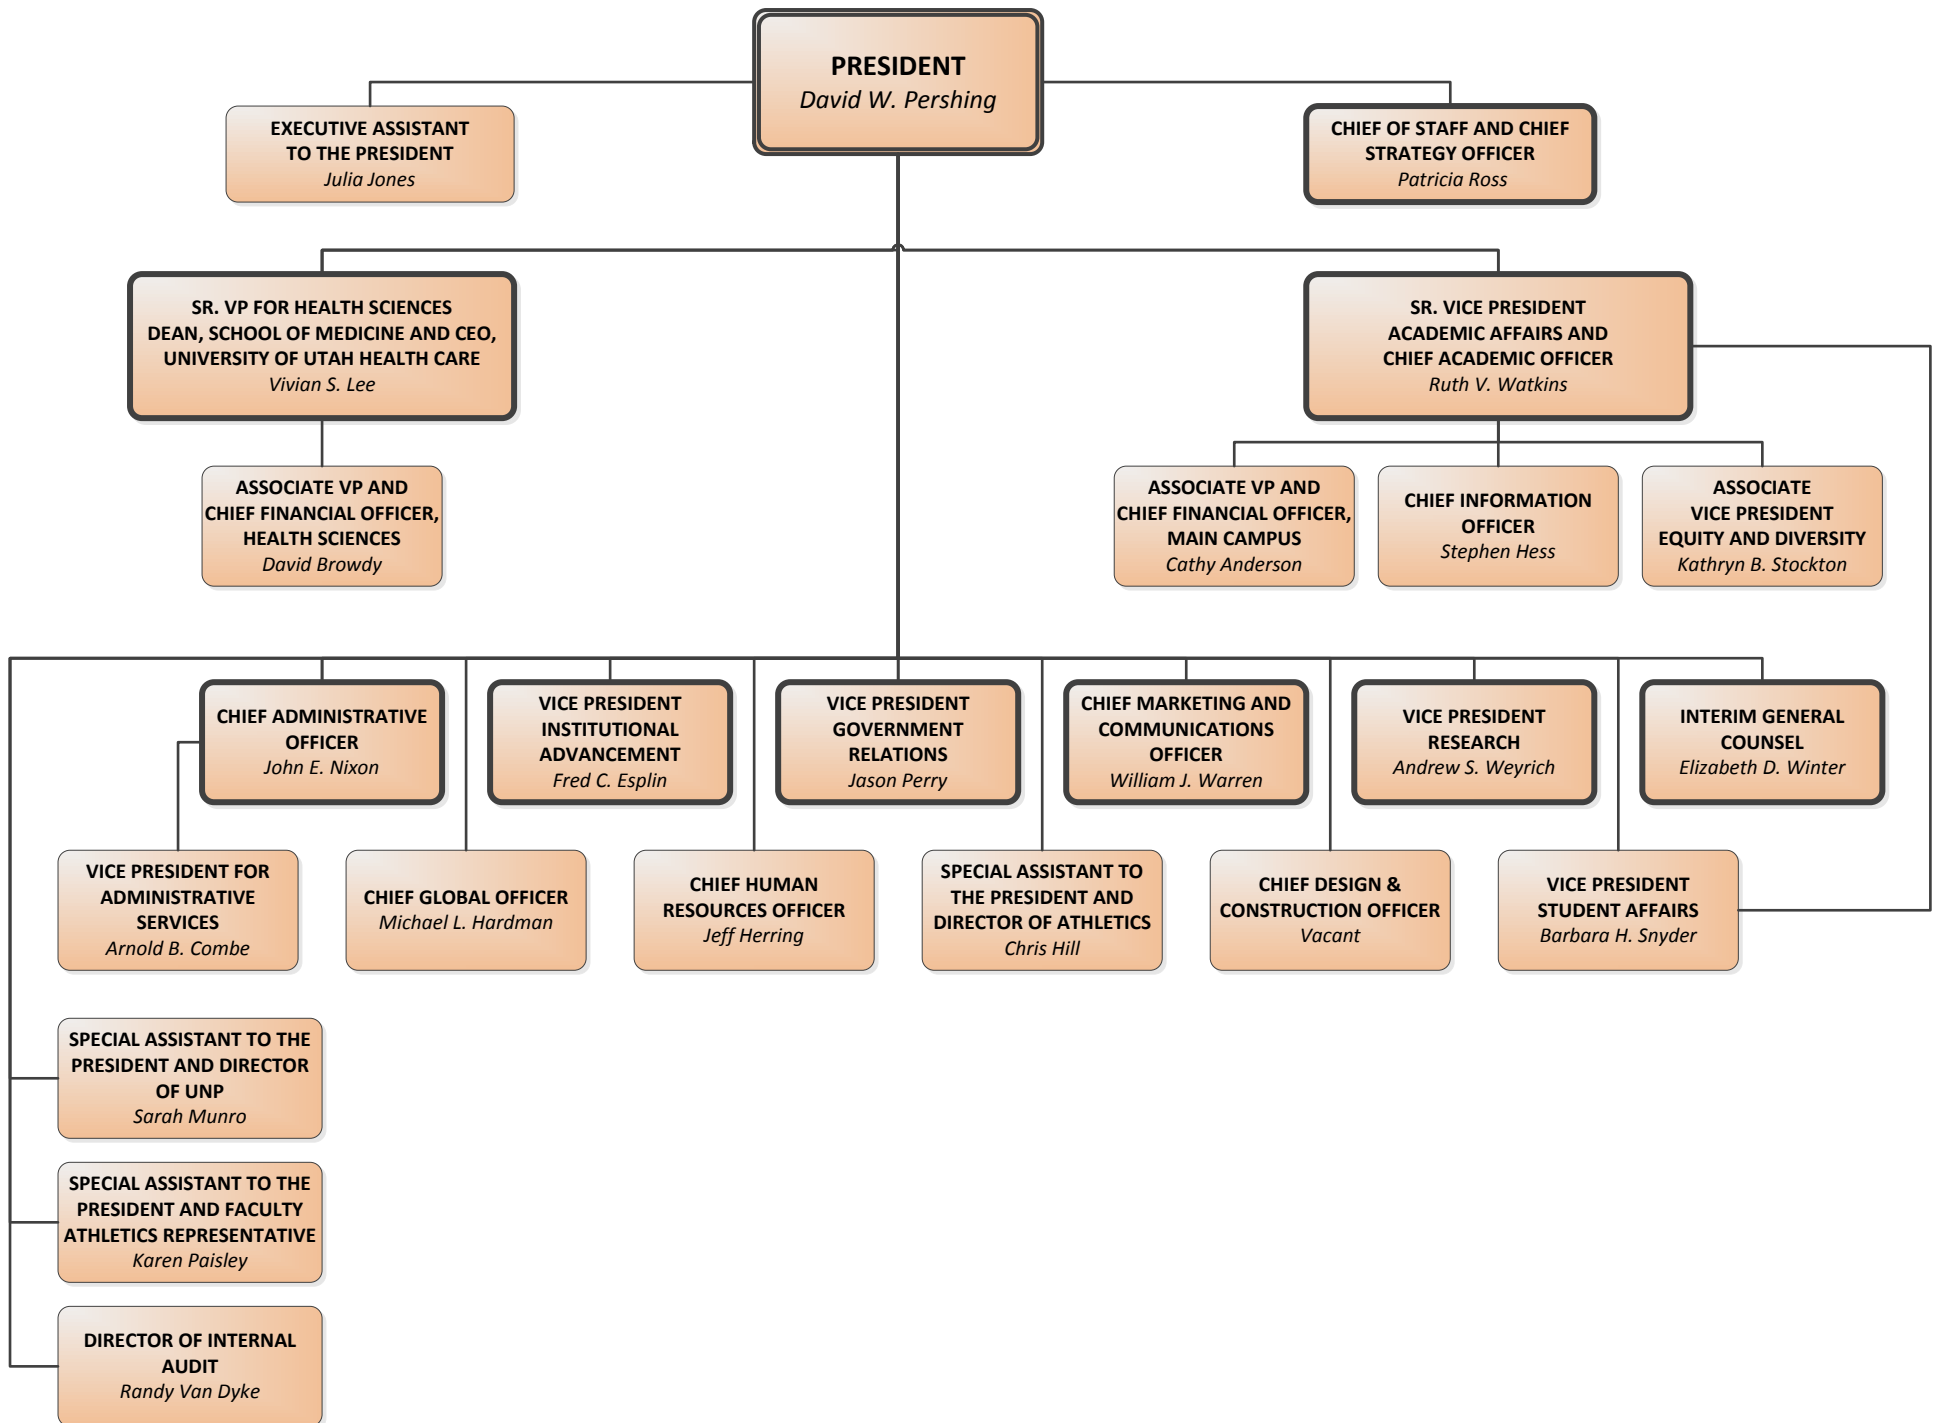 PRESIDENT
David W. Pershing
EXECUTIVE ASSISTANT
TO THE PRESIDENT
Julia Jones
CHIEF OF STAFF AND CHIEF
STRATEGY OFFICER
Patricia Ross
SR. VP FOR HEALTH SCIENCES
DEAN, SCHOOL OF MEDICINE AND CEO,
UNIVERSITY OF UTAH HEALTH CARE
Vivian S. Lee
SR. VICE PRESIDENT
ACADEMIC AFFAIRS AND
CHIEF ACADEMIC OFFICER
Ruth V. Watkins
ASSOCIATE VP AND
CHIEF FINANCIAL OFFICER,
HEALTH SCIENCES
David Browdy
ASSOCIATE VP AND
CHIEF FINANCIAL OFFICER,
MAIN CAMPUS
Cathy Anderson
CHIEF INFORMATION
OFFICER
Stephen Hess
ASSOCIATE
VICE PRESIDENT
EQUITY AND DIVERSITY
Kathryn B. Stockton
CHIEF ADMINISTRATIVE
OFFICER
John E. Nixon
VICE PRESIDENT
INSTITUTIONAL
ADVANCEMENT
Fred C. Esplin
VICE PRESIDENT
GOVERNMENT
RELATIONS
Jason Perry
CHIEF MARKETING AND
COMMUNICATIONS
OFFICER
William J. Warren
VICE PRESIDENT
RESEARCH
Andrew S. Weyrich
INTERIM GENERAL
COUNSEL
Elizabeth D. Winter
VICE PRESIDENT FOR
ADMINISTRATIVE
SERVICES
Arnold B. Combe
CHIEF GLOBAL OFFICER
Michael L. Hardman
CHIEF HUMAN
RESOURCES OFFICER
Jeff Herring
SPECIAL ASSISTANT TO
THE PRESIDENT AND
DIRECTOR OF ATHLETICS
Chris Hill
CHIEF DESIGN &
CONSTRUCTION OFFICER
Vacant
VICE PRESIDENT
STUDENT AFFAIRS
Barbara H. Snyder
SPECIAL ASSISTANT TO THE
PRESIDENT AND DIRECTOR
OF UNP
Sarah Munro
SPECIAL ASSISTANT TO THE
PRESIDENT AND FACULTY
ATHLETICS REPRESENTATIVE
Karen Paisley
DIRECTOR OF INTERNAL
AUDIT
Randy Van Dyke